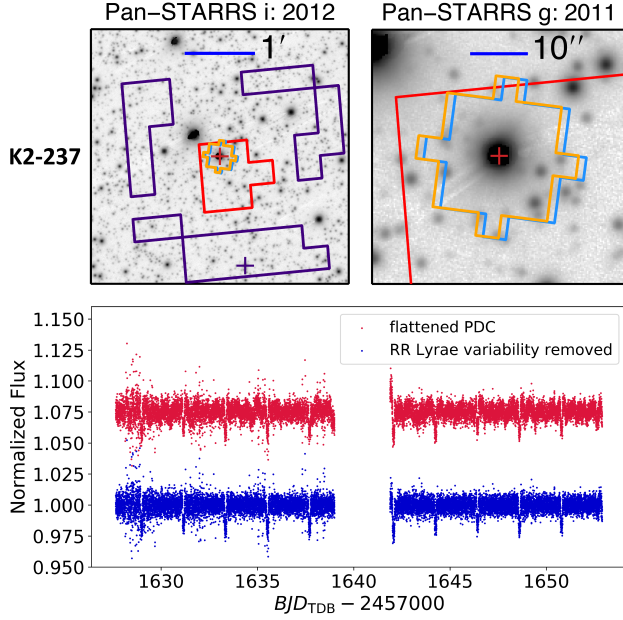 Pan−STARRS i: 2012
Pan−STARRS g: 2011
1′
10′′
K2-237
1.150
1.125
1.100
1.075
1.050
1.025
1.000
0.975
0.950
Normalized Flux
flattened PDC
RR Lyrae variability removed
1630
1635
1640
1645
1650
BJD_TDB − 2457000